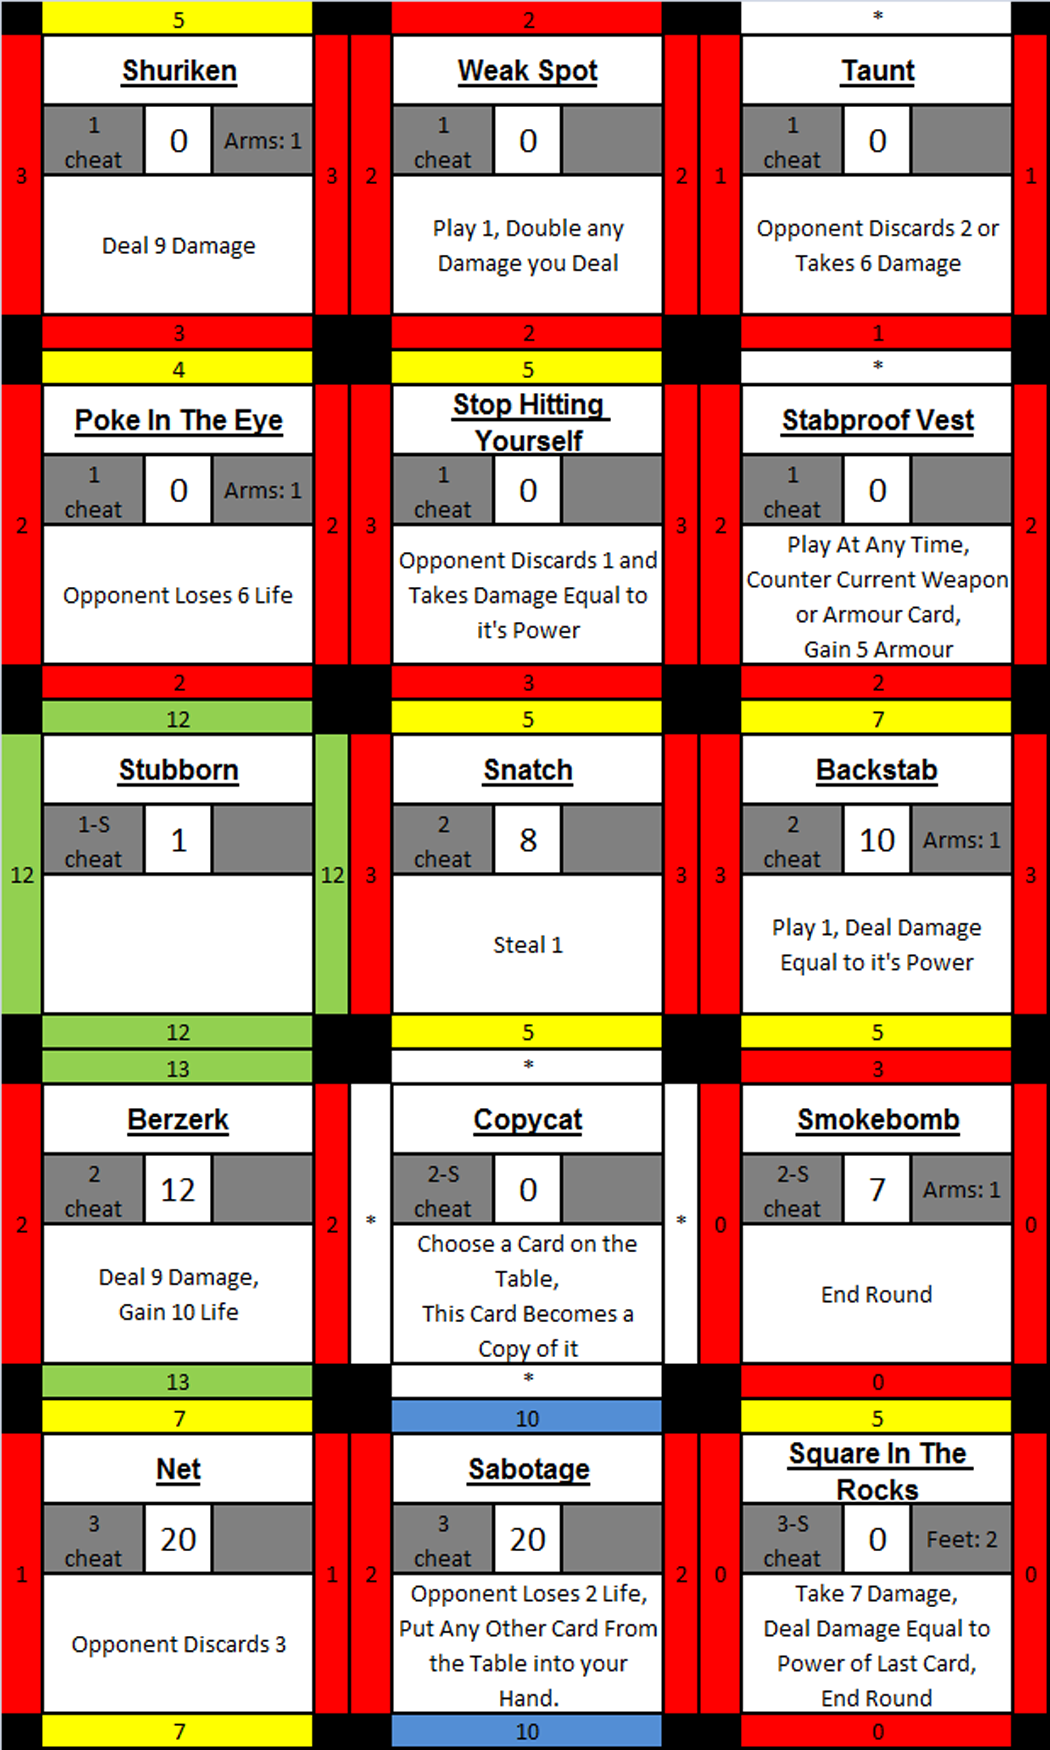 5 2 *
Shuriken Weak Spot Taunt
1 cheat 0 Arms: 1 1 cheat 0 1 cheat 0
3 3 2 2 1 1
Deal 9 Damage
Play 1, Double any
Damage you Deal
Opponent Discards 2 or
Takes 6 Damage
3 2 1
4 5 *
Poke In The Eye
Stop Hitting
Yourself
Stabproof Vest
1 cheat 0 Arms: 1 1 cheat 0 1 cheat 0
2 2 3 3 2 2
Opponent Loses 6 Life
Opponent Discards 1 and
Takes Damage Equal to
it's Power
Play At Any Time,
Counter Current Weapon
or Armour Card,
Gain 5 Armour
2 3 2
12 5 7
Stubborn Snatch Backstab
1-S cheat 1 2 cheat 8 2 cheat 10 Arms: 1
12 12 3 3 3 3
Steal 1
Play 1, Deal Damage
Equal to it's Power
12 5 5
13 * 3
Berzerk Copycat Smokebomb
2 cheat 12 2-S cheat 0 2-S cheat 7 Arms: 1
2 2 * * 0 0
Deal 9 Damage,
Gain 10 Life
Choose a Card on the
Table,
This Card Becomes a
Copy of it
End Round
13 * 0
7 10 5
Net Sabotage
Square In The
Rocks
3 cheat 20 3 cheat 20 3-S cheat 0 Feet: 2
1 1 2 2 0 0
Opponent Discards 3
Opponent Loses 2 Life,
Put Any Other Card From
the Table into your
Hand.
Take 7 Damage,
Deal Damage Equal to
Power of Last Card,
End Round
7 10 0